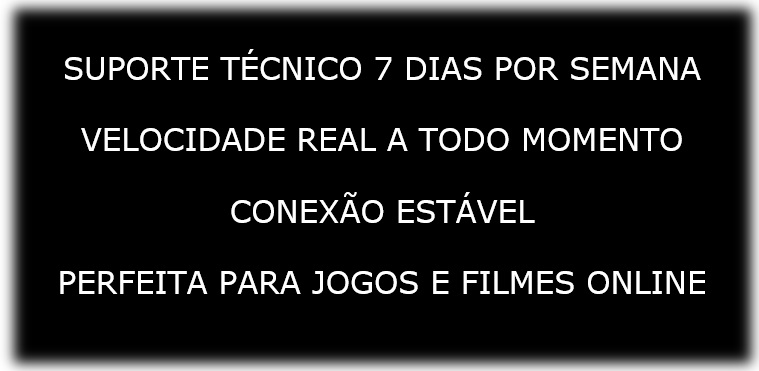 SUPORTE TÉCNICO 7 DIAS POR SEMANA
VELOCIDADE REAL A TODO MOMENTO
CONEXÃO ESTÁVEL
PERFEITA PARA JOGOS E FILMES ONLINE